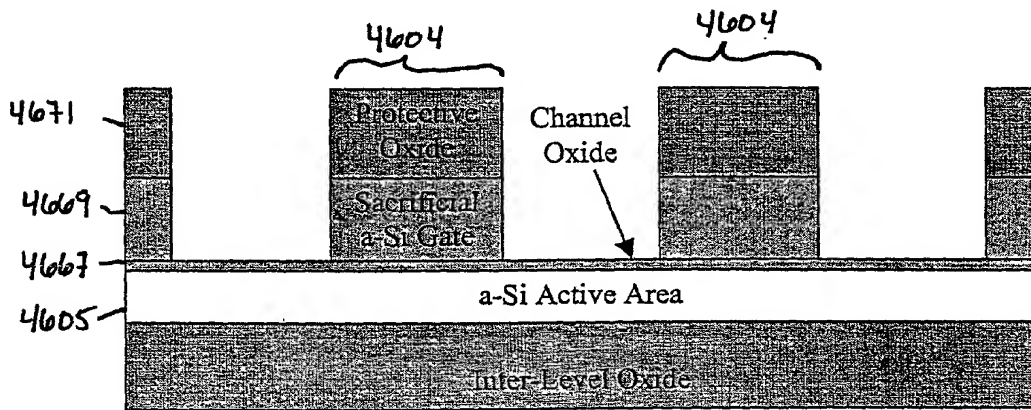 4604
4604
4671
Protective
Oxide
Channel
Oxide
4669
Sacrificial
a-Si Gate
4667
a-Si Active Area
4605
Inter-Level Oxide